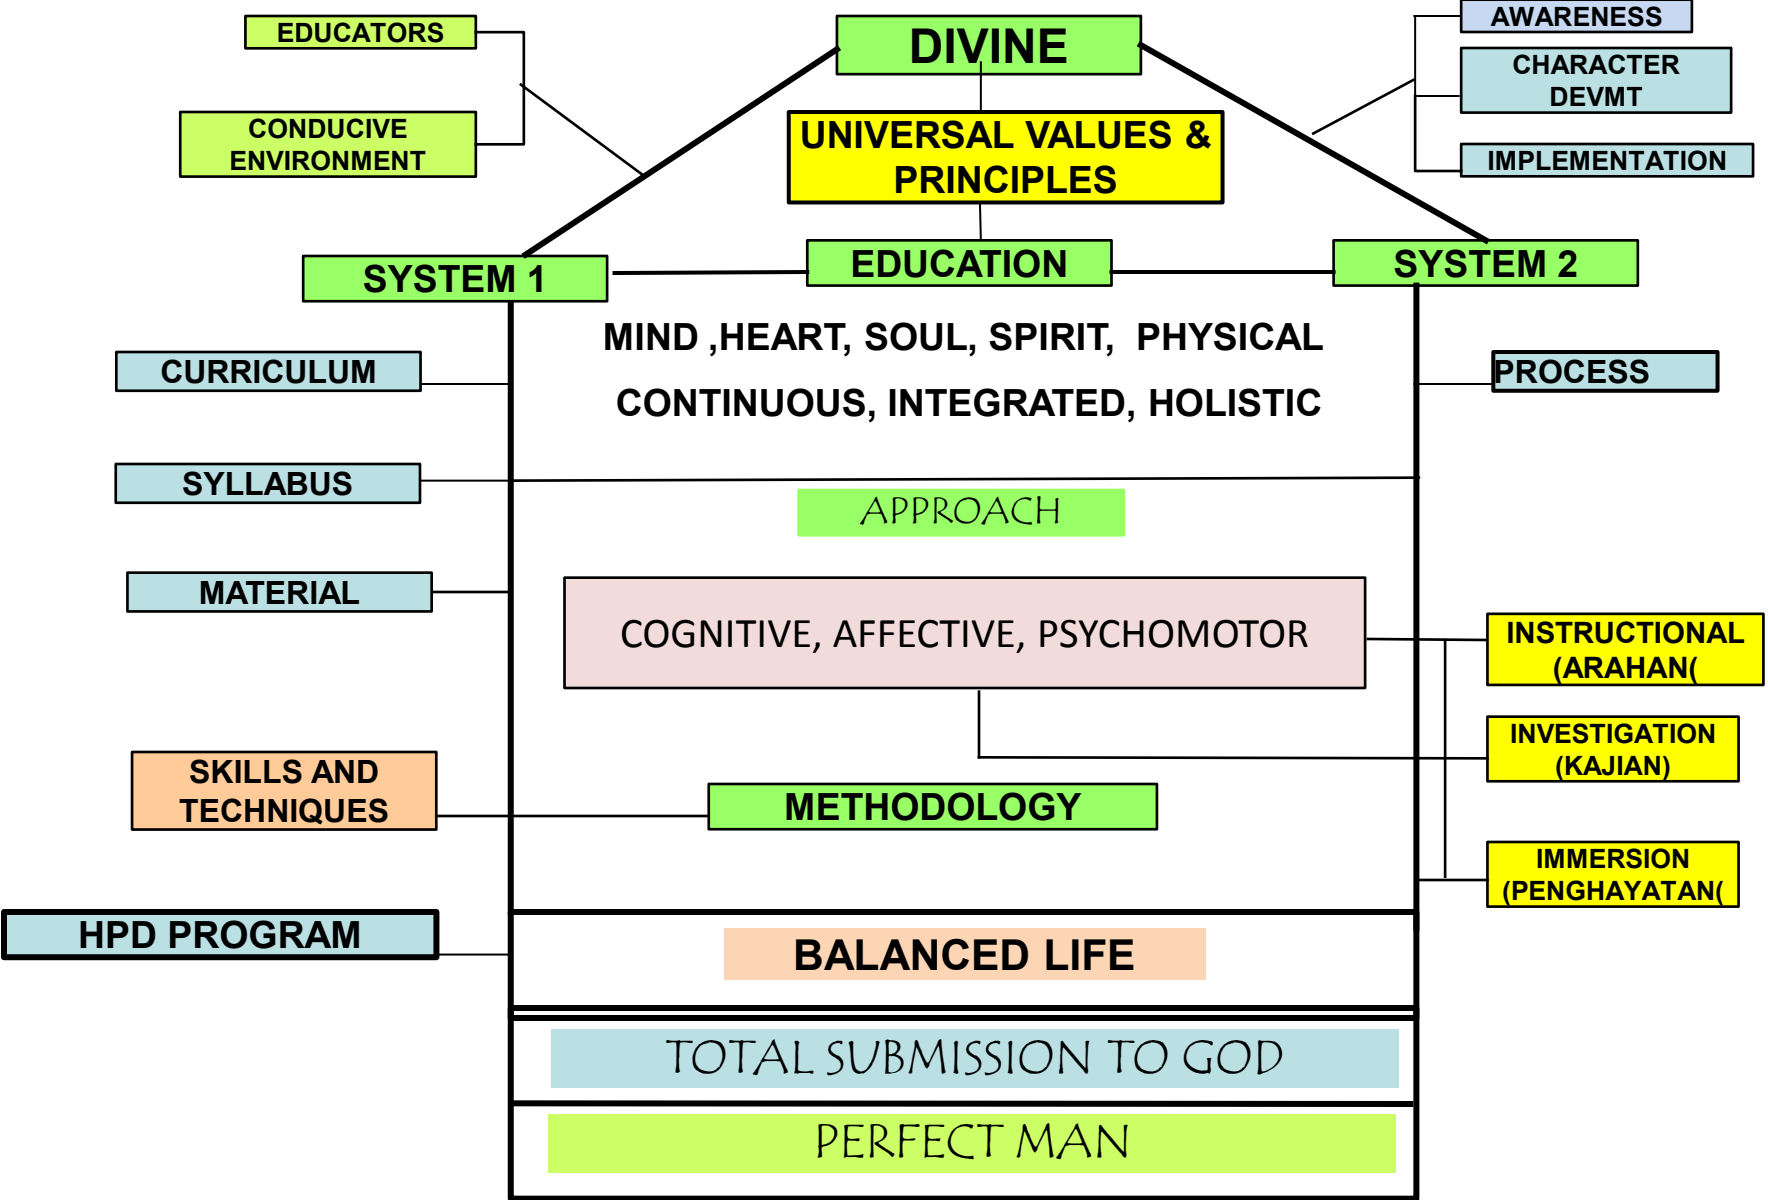 EDUCATORS
DIVINE
AWARENESS
CHARACTER
DEVMT
CONDUCIVE
ENVIRONMENT
UNIVERSAL VALUES &
PRINCIPLES
IMPLEMENTATION
SYSTEM 1
EDUCATION
SYSTEM 2
MIND ,HEART, SOUL, SPIRIT, PHYSICAL
CURRICULUM
PROCESS
CONTINUOUS, INTEGRATED, HOLISTIC
SYLLABUS
APPROACH
MATERIAL
COGNITIVE, AFFECTIVE, PSYCHOMOTOR
INSTRUCTIONAL
(ARAHAN(
INVESTIGATION
(KAJIAN)
SKILLS AND
TECHNIQUES
METHODOLOGY
IMMERSION
(PENGHAYATAN(
HPD PROGRAM
BALANCED LIFE
TOTAL SUBMISSION TO GOD
PERFECT MAN